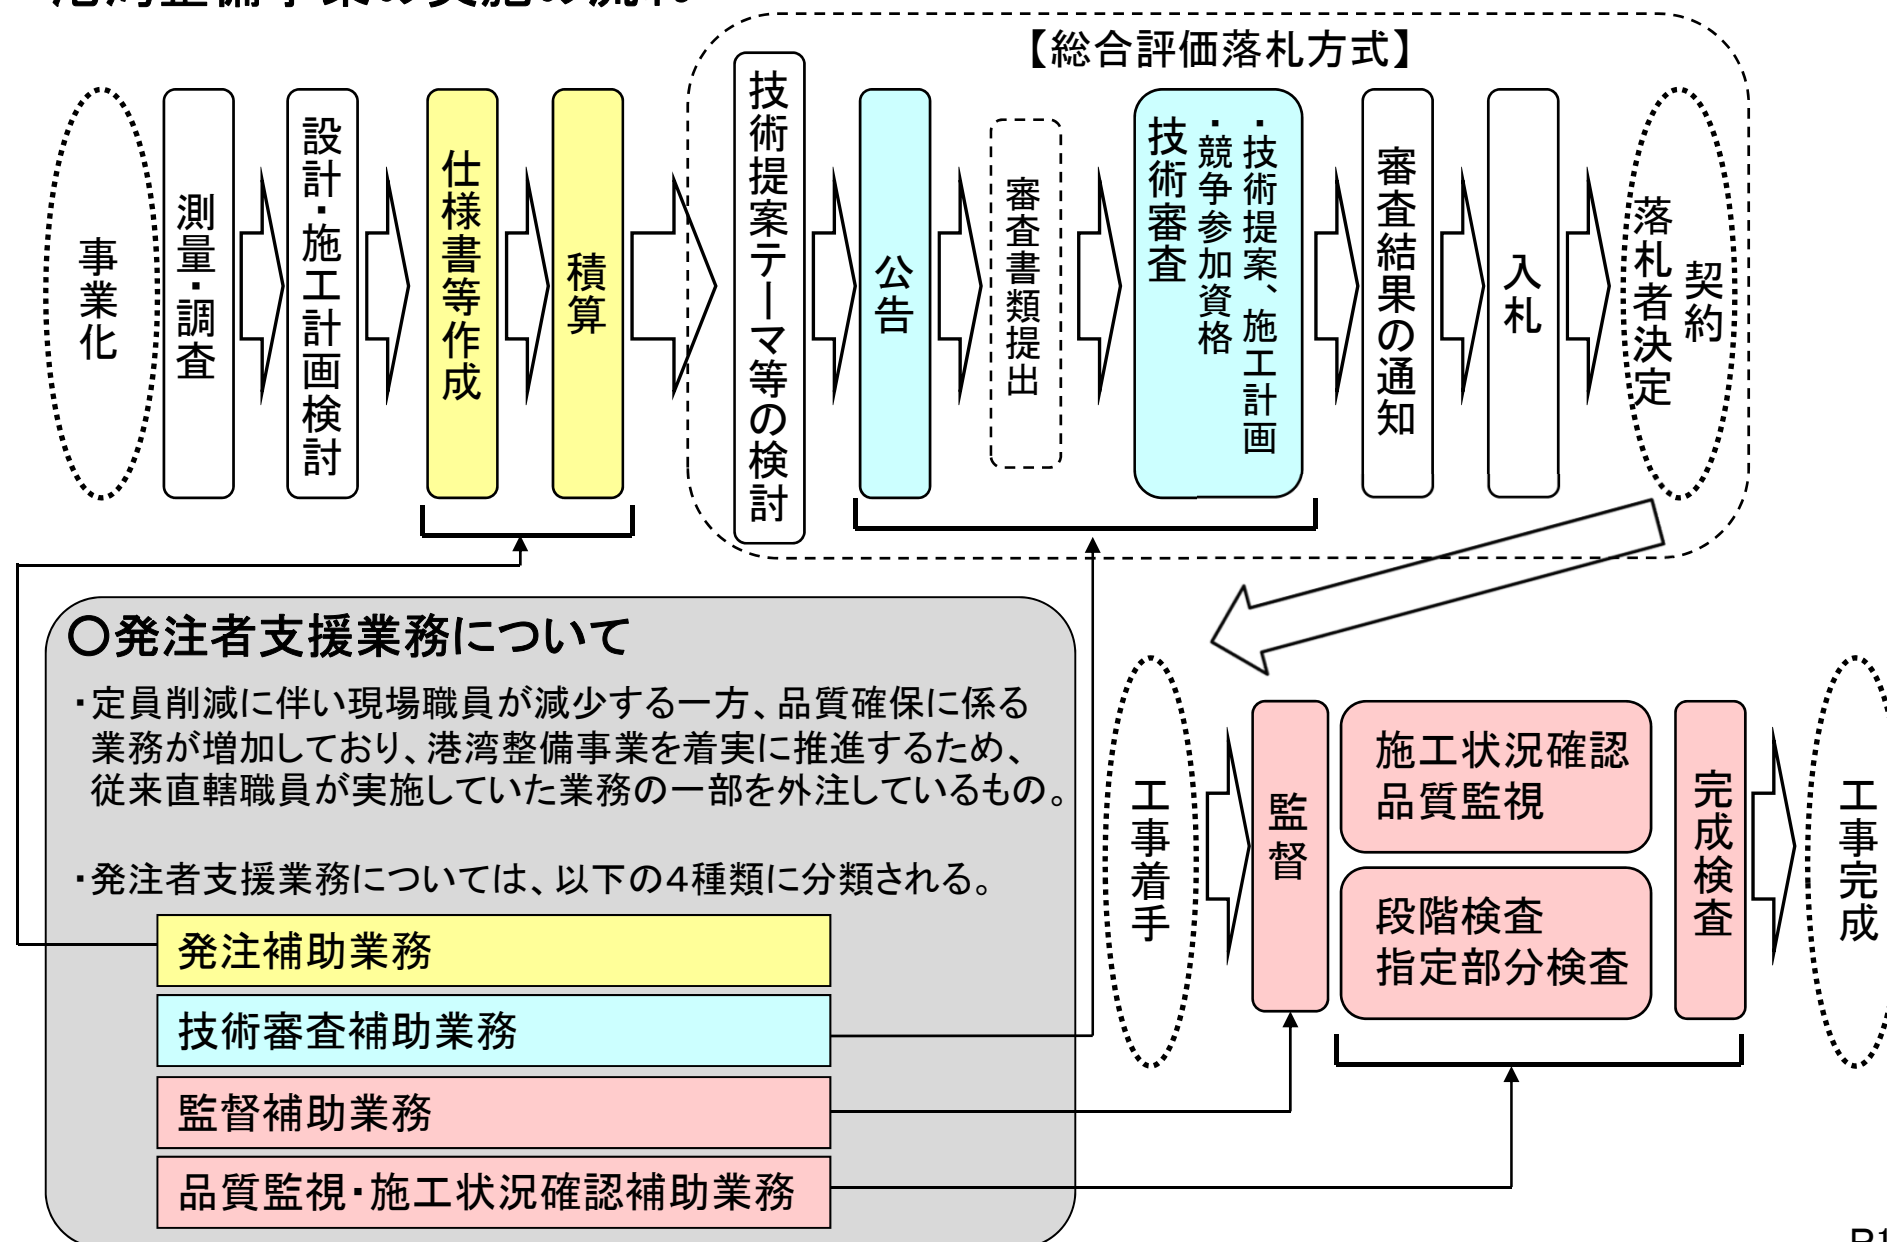 港湾整備事業の実施の流れ
【総合評価落札方式】
事業化
測量・調査
設計・施工計画検討
仕様書等作成
積算
技術提案テーマ等の検討
公告
審査書類提出
・技術提案、施工計画
・競争参加資格
技術審査
審査結果の通知
入札
契約
落札者決定
〇発注者支援業務について
・定員削減に伴い現場職員が減少する一方、品質確保に係る
業務が増加しており、港湾整備事業を着実に推進するため、
従来直轄職員が実施していた業務の一部を外注しているもの。
・発注者支援業務については、以下の4種類に分類される。
発注補助業務
技術審査補助業務
監督補助業務
品質監視・施工状況確認補助業務
工事着手
監督
施工状況確認
品質監視
段階検査
指定部分検査
完成検査
工事完成